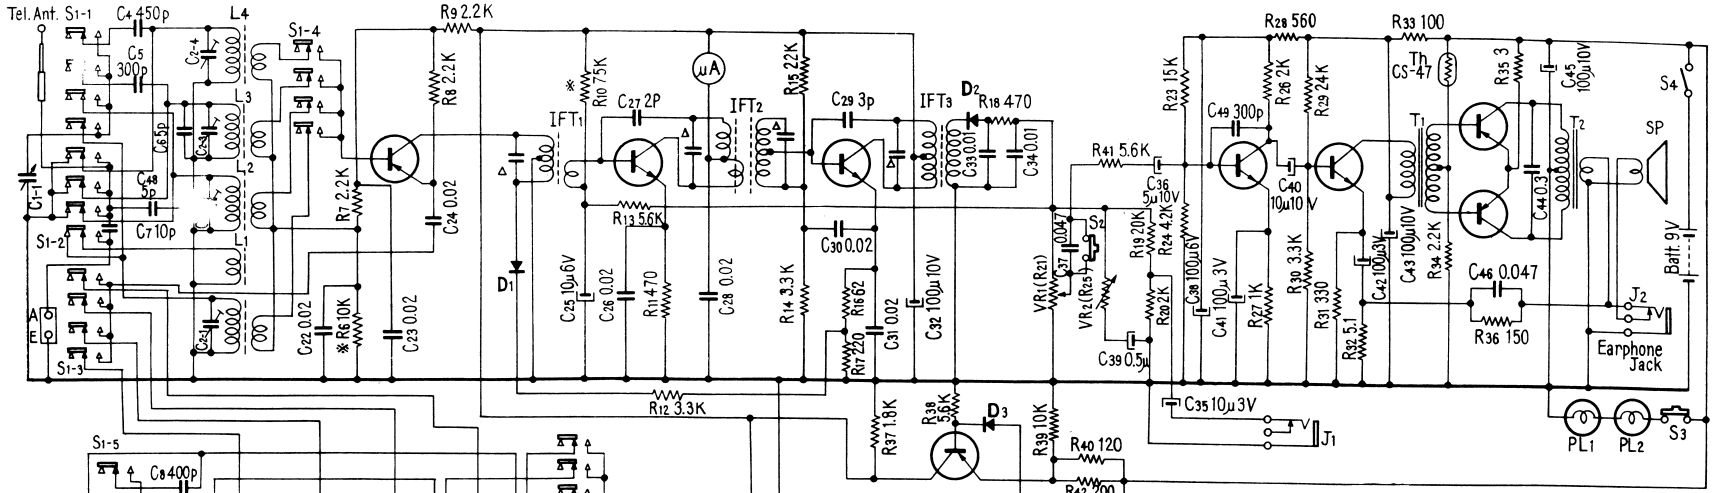 Tel.Ant.
S1-1
C4 450p
L4
S1-4
R9 2.2K
C5
300p
C2-4
R8 2.2K
L3
C6 5p
C2-3
L2
C1-1
C48
5p
C7 10p
S1-2
L1
A
E
S1-3
R7 2.2K
C24 0.02
C22 0.02
※R6 10K
C23 0.02
※
R10 75K
IFT1
C27 2P
μA
IFT2
R15 22K
C29 3p
IFT3
D2
R18 470
C33 0.01
C34 0.01
R13 5.6K
C30 0.02
D1
C25 10μ6V
C26 0.02
R11 470
C28 0.02
R14 3.3K
R16 62
R17 220
C31 0.02
C32 100μ10V
R12 3.3K
R41 5.6K
C36
5μ10V
C37 0.047
S2
VR1(R21)
VR2(R25)
R19 20K
R24 4.2K
R20 2K
C39 0.5μ
C38 100μ6V
R23 15K
C49 300p
R26 2K
R28 560
R29 24K
R33 100
C40
10μ10V
C41 100μ3V
R27 1K
R30 3.3K
R31 330
R32 5.1
C42 100μ3V
C43 100μ10V
R34 2.2K
Th
CS-47
T1
R35 3
C45
100μ10V
C44 0.3
T2
SP
S4
Batt. 9V
C46 0.047
R36 150
J2
Earphone
Jack
R37 1.8K
R38
5.6K
D3
R39 10K
R40 120
R42 200
C35 10μ3V
J1
PL1
PL2
S3
S1-5
C8 400p